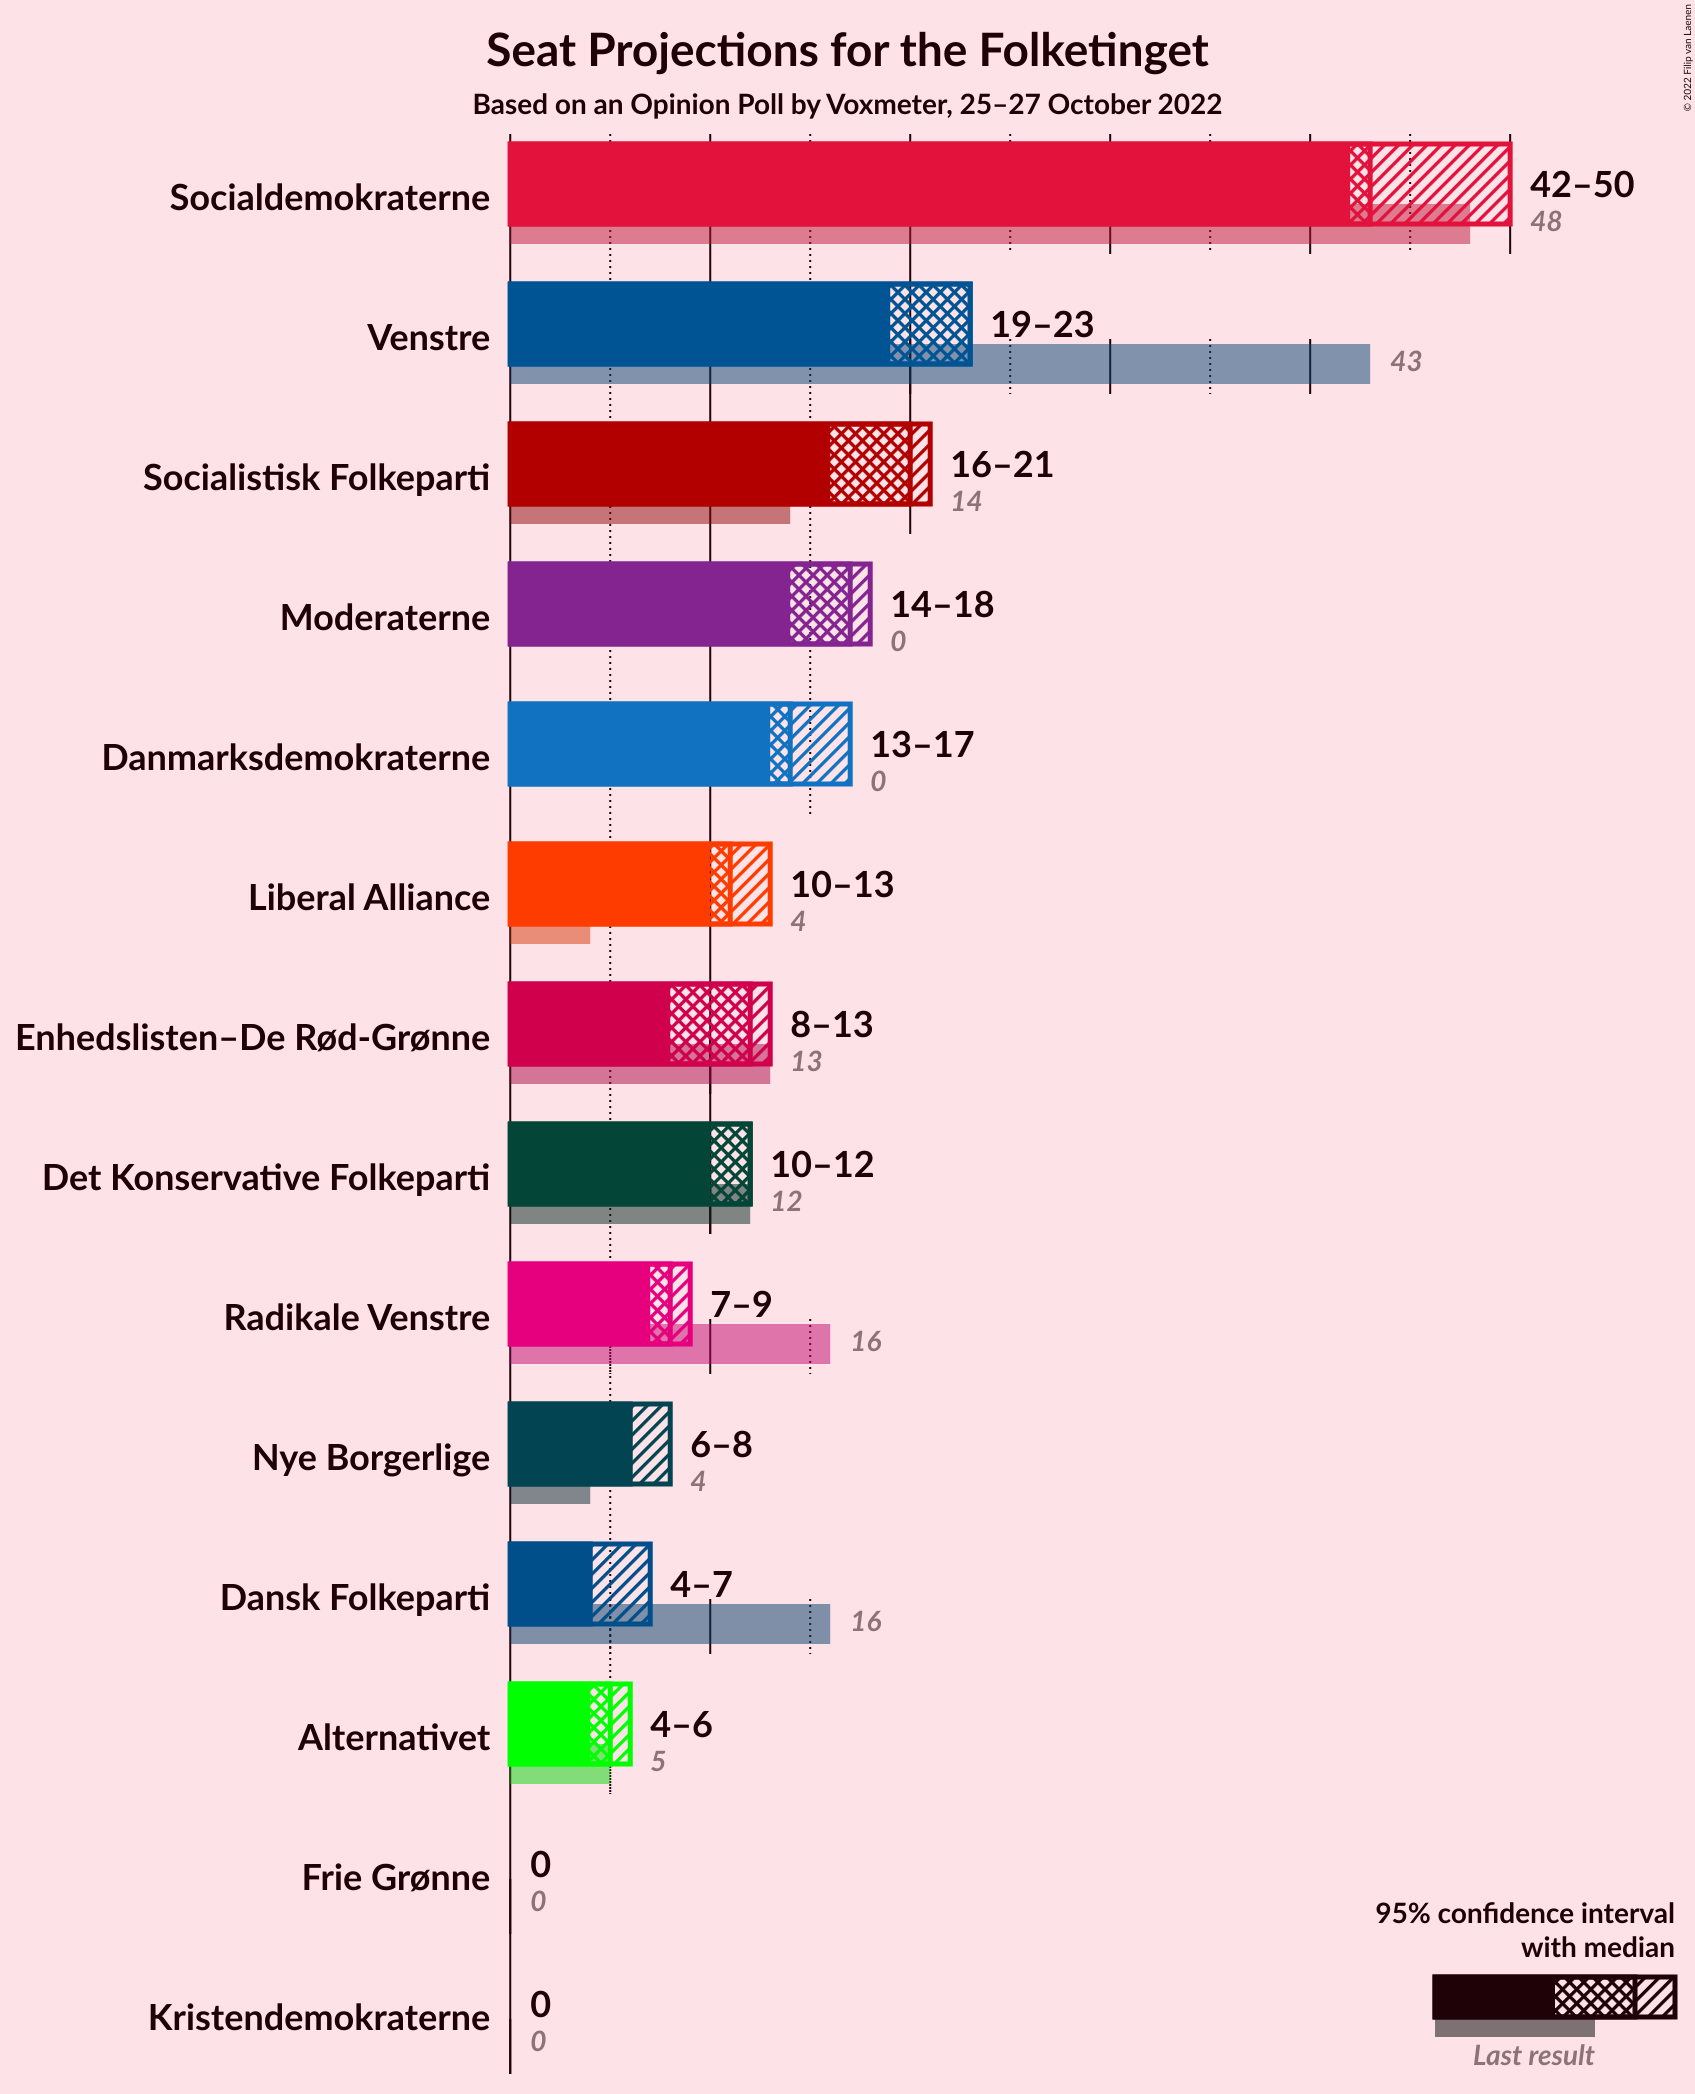 Seat Projections for the Folketinget
Based on an Opinion Poll by Voxmeter, 25–27 October 2022
© 2022 Filip van Laenen
Socialdemokraterne
42–50
48
Venstre
19–23
43
Socialistisk Folkeparti
16–21
14
Moderaterne
14–18
0
Danmarksdemokraterne
13–17
0
Liberal Alliance
10–13
4
Enhedslisten–De Rød-Grønne
8–13
13
Det Konservative Folkeparti
10–12
12
Radikale Venstre
7–9
16
Nye Borgerlige
6–8
4
Dansk Folkeparti
4–7
16
Alternativet
4–6
5
Frie Grønne
0
0
Kristendemokraterne
0
0
95% confidence interval
with median
Last result